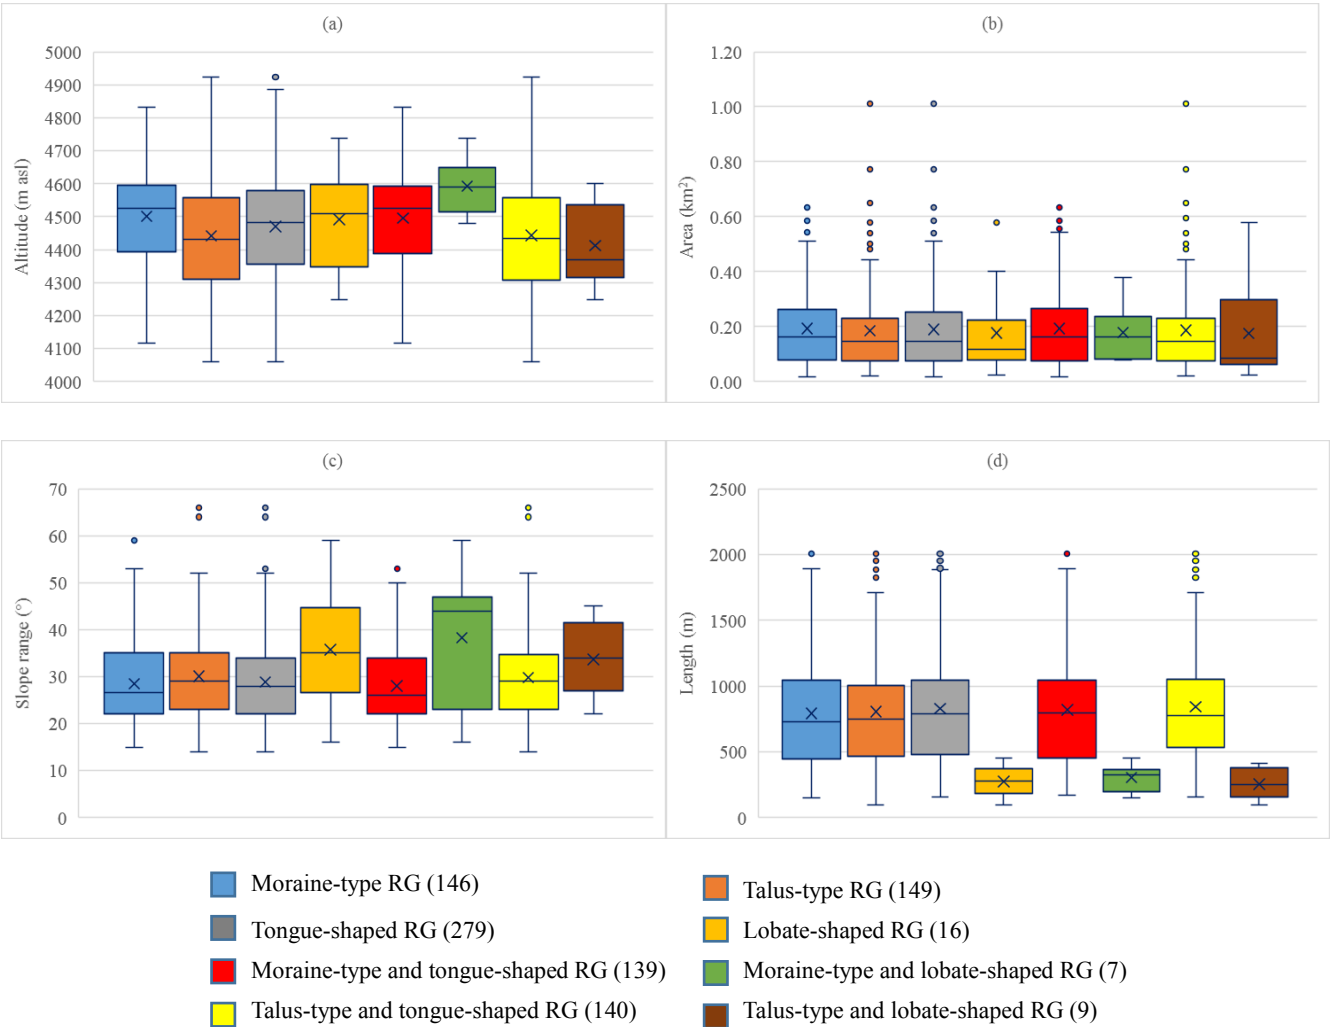 (a)
5000
4900
4800
4700
4600
4500
4400
4300
4200
4100
4000
Altitude (m asl)
(b)
1.20
1.00
0.80
0.60
0.40
0.20
0.00
Area (km²)
(c)
70
60
50
40
30
20
10
0
Slope range (°)
(d)
2500
2000
1500
1000
500
0
Length (m)
Moraine-type RG (146)
Talus-type RG (149)
Tongue-shaped RG (279)
Lobate-shaped RG (16)
Moraine-type and tongue-shaped RG (139)
Moraine-type and lobate-shaped RG (7)
Talus-type and tongue-shaped RG (140)
Talus-type and lobate-shaped RG (9)